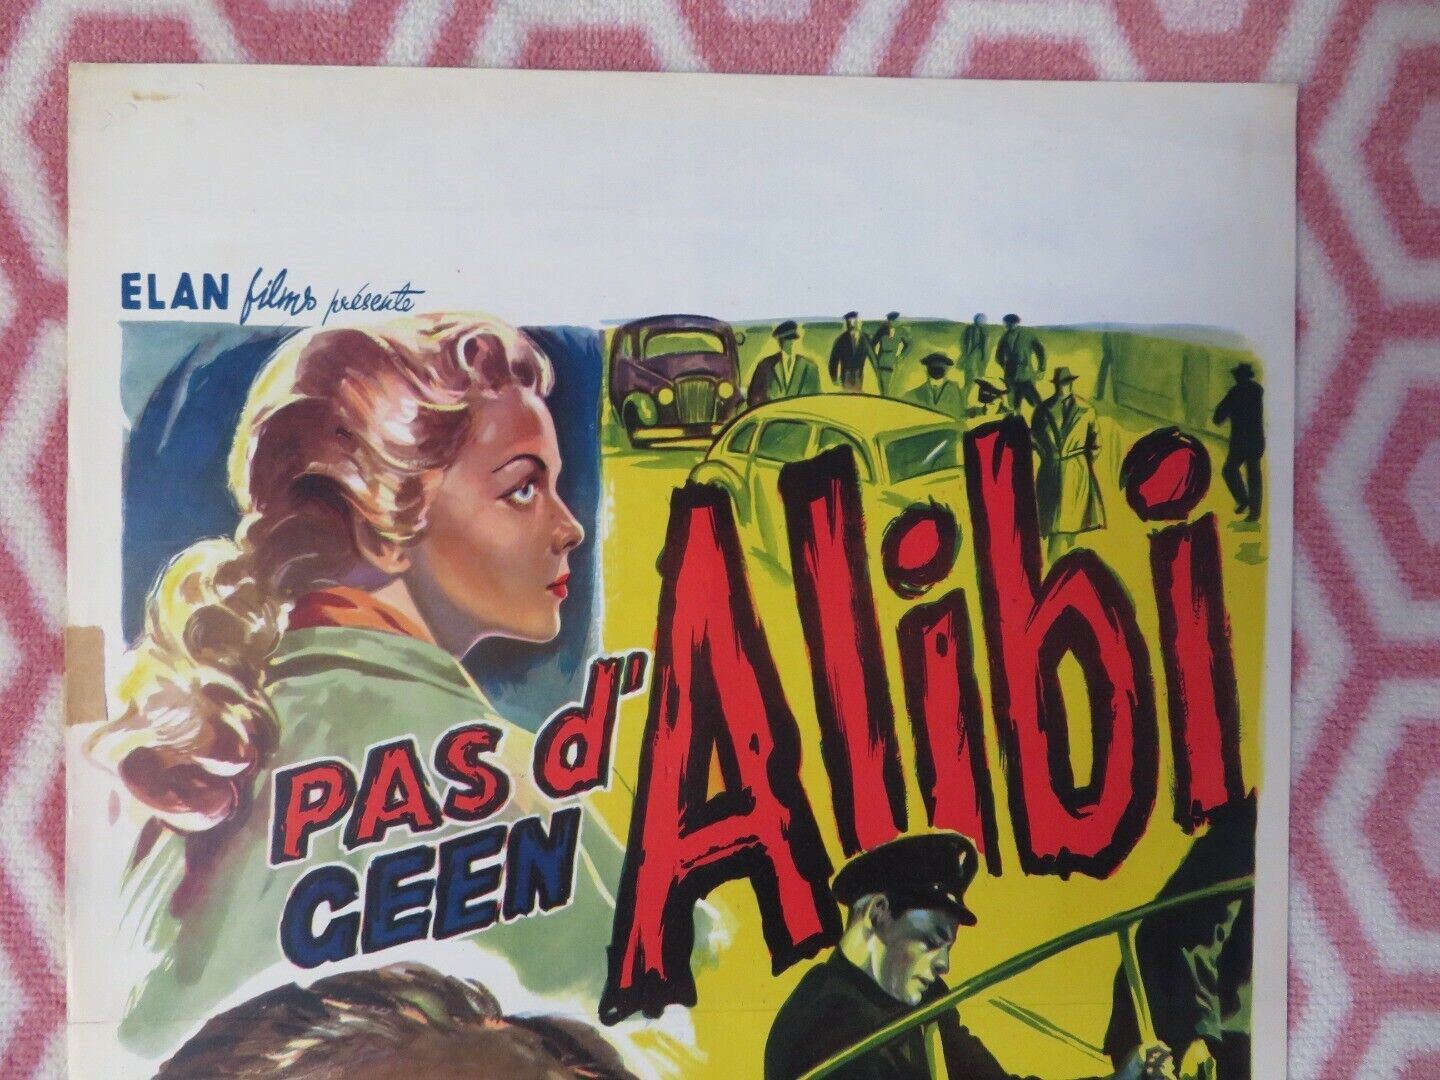 ELAN films présente
PAS d'Alibi
GEEN